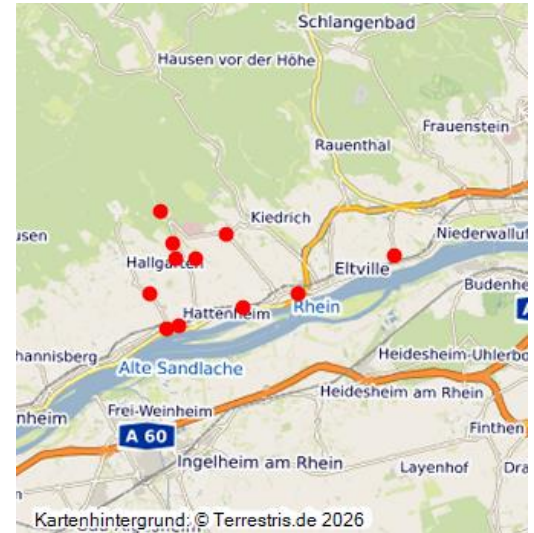 Schlangenbad
Hausen vor der Höhe
Frauenstein
Rauenthal
Kiedrich
Niederwalluf
usen
Hallgarten
Eltville
Budenhe
Rhein
Hattenheim
hannisberg
Heidesheim-Uhlerbo
Alte Sandlache
Heidesheim am Rhein
nheim
Frei-Weinheim
Finthen
A 60
Ingelheim am Rhein
Layenhof
Dra
Kartenhintergrund: © Terrestris.de 2026